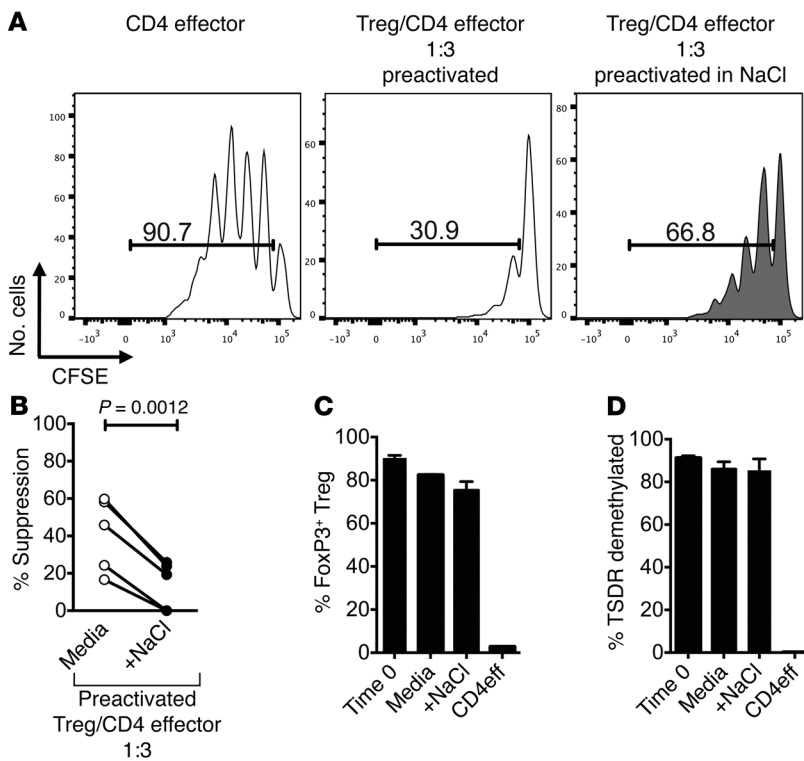 A
CD4 effector
Treg/CD4 effector
1:3
preactivated
Treg/CD4 effector
1:3
preactivated in NaCl
100
80
60
40
20
0
90.7
-10³ 0 10³ 10⁴ 10⁵
60
40
20
0
30.9
-10³ 0 10³ 10⁴ 10⁵
80
60
40
20
0
66.8
-10³ 0 10³ 10⁴ 10⁵
No. cells
CFSE
B
P = 0.0012
% Suppression
100
80
60
40
20
0
Media
+NaCl
Preactivated
Treg/CD4 effector
1:3
C
% FoxP3⁺ Treg
100
80
60
40
20
0
Time 0
Media
+NaCl
CD4eff
D
% TSDR demethylated
100
80
60
40
20
0
Time 0
Media
+NaCl
CD4eff